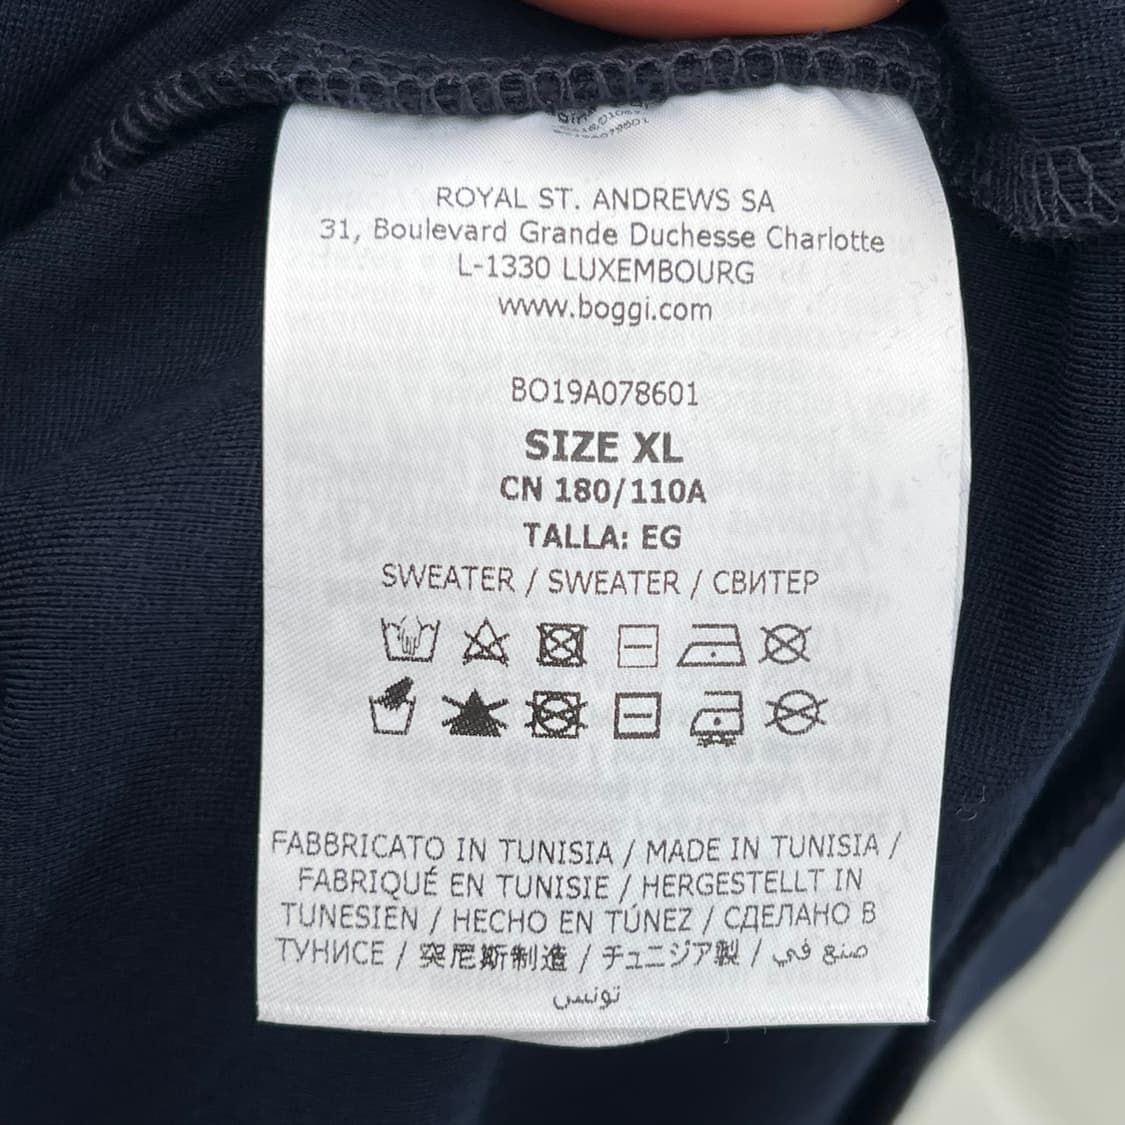 ROYAL ST. ANDREWS SA
31, Boulevard Grande Duchesse Charlotte
L-1330 LUXEMBOURG
www.boggi.com
BO19A078601
SIZE XL
CN 180/110A
TALLA: EG
SWEATER / SWEATER / СВИТЕР
FABBRICATO IN TUNISIA / MADE IN TUNISIA /
FABRIQUÉ EN TUNISIE / HERGESTELLT IN
TUNESIEN / HECHO EN TÚNEZ / СДЕЛАНО В
ТУНИСЕ / 突尼斯制造 / チュニジア製 / صنع في
تونس